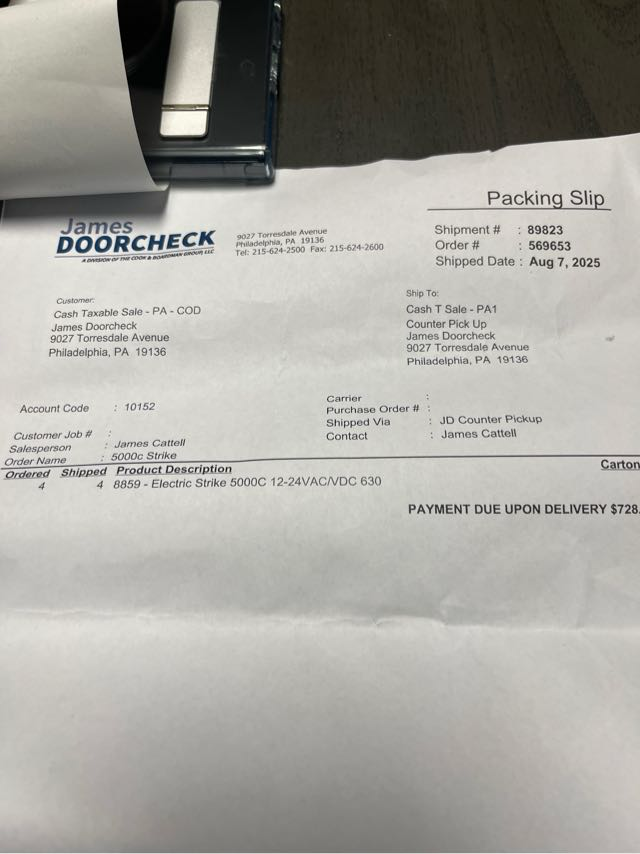 Packing Slip
James
DOORCHECK
A DIVISION OF THE COOK & BOARDMAN GROUP, LLC
9027 Torresdale Avenue
Philadelphia, PA 19136
Tel: 215-624-2500 Fax: 215-624-2600
Shipment # : 89823
Order # : 569653
Shipped Date : Aug 7, 2025
Customer:
Cash Taxable Sale - PA - COD
James Doorcheck
9027 Torresdale Avenue
Philadelphia, PA 19136
Ship To:
Cash T Sale - PA1
Counter Pick Up
James Doorcheck
9027 Torresdale Avenue
Philadelphia, PA 19136
Account Code : 10152
Customer Job # :
Salesperson : James Cattell
Order Name : 5000c Strike
Carrier :
Purchase Order # :
Shipped Via : JD Counter Pickup
Contact : James Cattell
Ordered Shipped Product Description Carton
4 4 8859 - Electric Strike 5000C 12-24VAC/VDC 630
PAYMENT DUE UPON DELIVERY $728.